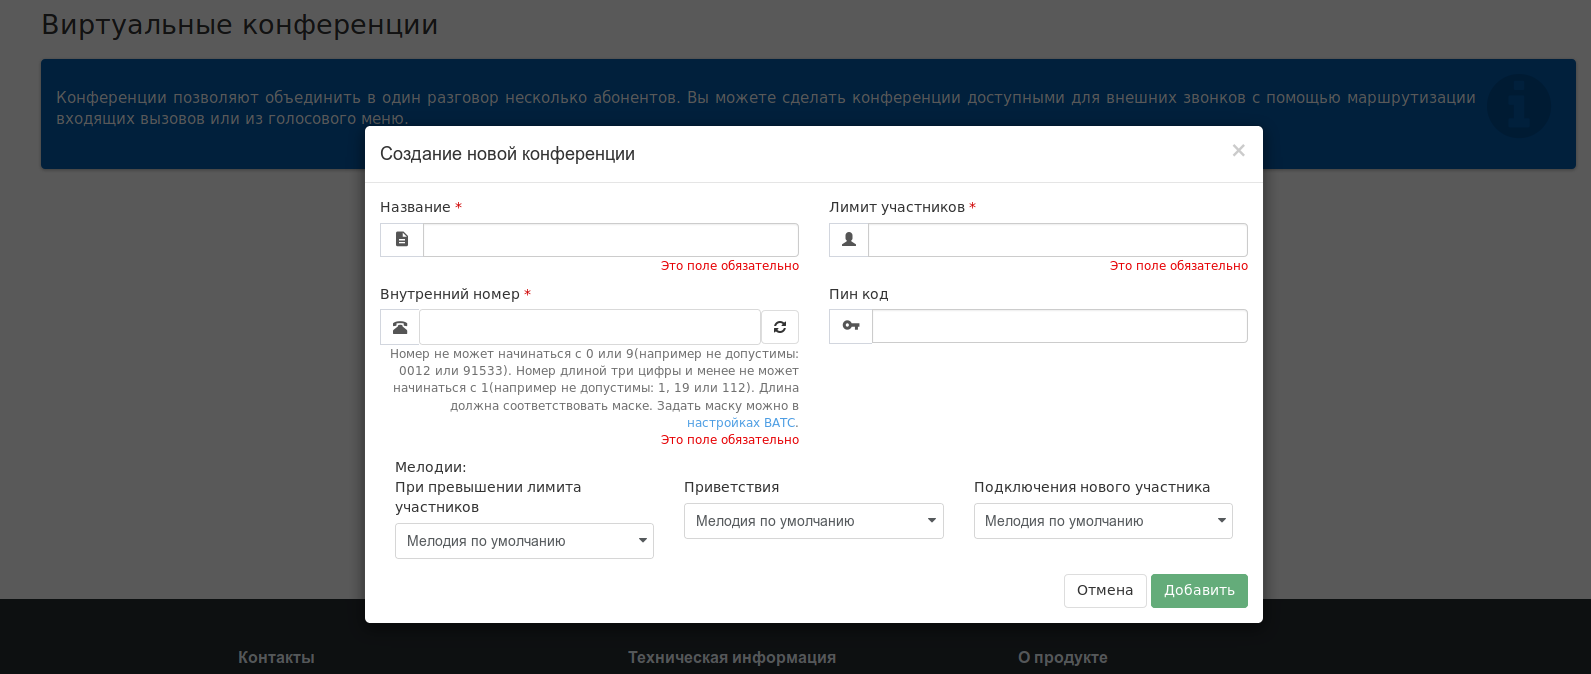 Виртуальные конференции
Конференции позволяют объединить в один разговор несколько абонентов. Вы можете сделать конференции доступными для внешних звонков с помощью маршрутизации
входящих вызовов или из голосового меню.
Создание новой конференции
×
Название *
Лимит участников *
Это поле обязательно
Это поле обязательно
Внутренний номер *
Пин код
Номер не может начинаться с 0 или 9(например не допустимы:
0012 или 91533). Номер длиной три цифры и менее не может
начинаться с 1(например не допустимы: 1, 19 или 112). Длина
должна соответствовать маске. Задать маску можно в
настройках ВАТС.
Это поле обязательно
Мелодии:
При превышении лимита
участников
Мелодия по умолчанию
Приветствия
Мелодия по умолчанию
Подключения нового участника
Мелодия по умолчанию
Отмена
Добавить
Контакты
Техническая информация
О продукте